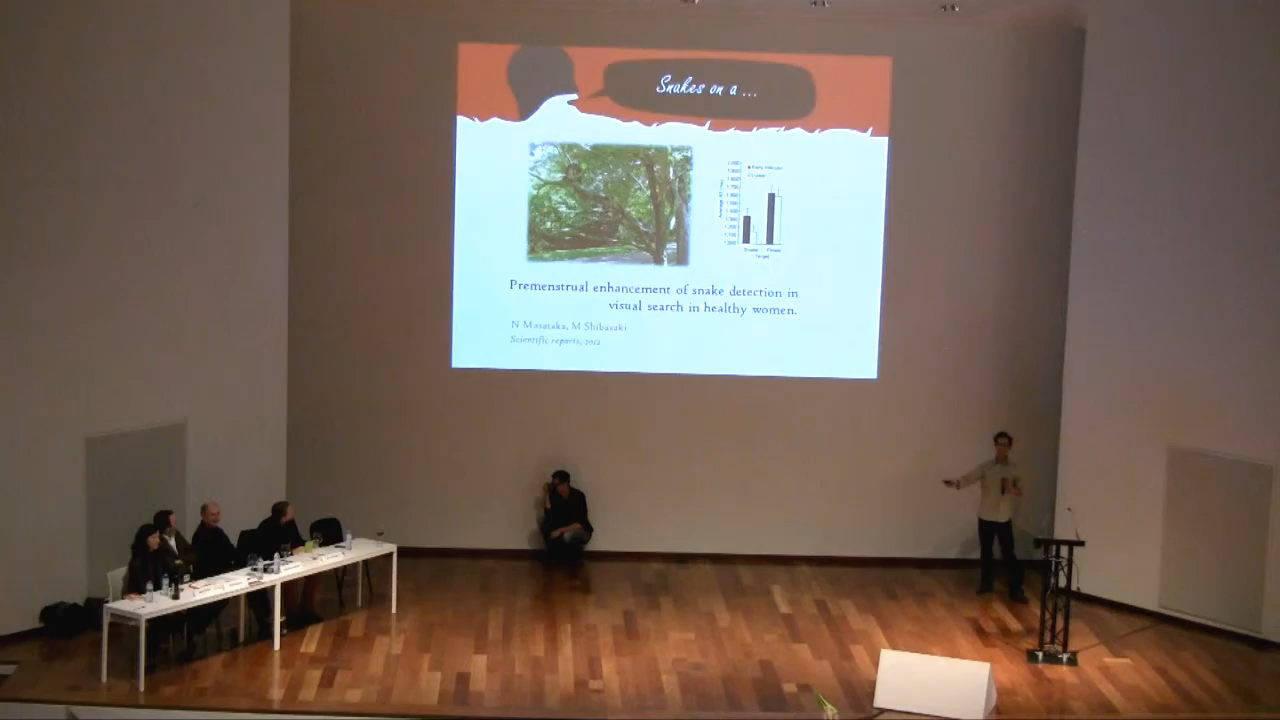 Snakes on a ...
Premenstrual enhancement of snake detection in
visual search in healthy women.
N Masataka, M Shibasaki
Scientific reports, 2012